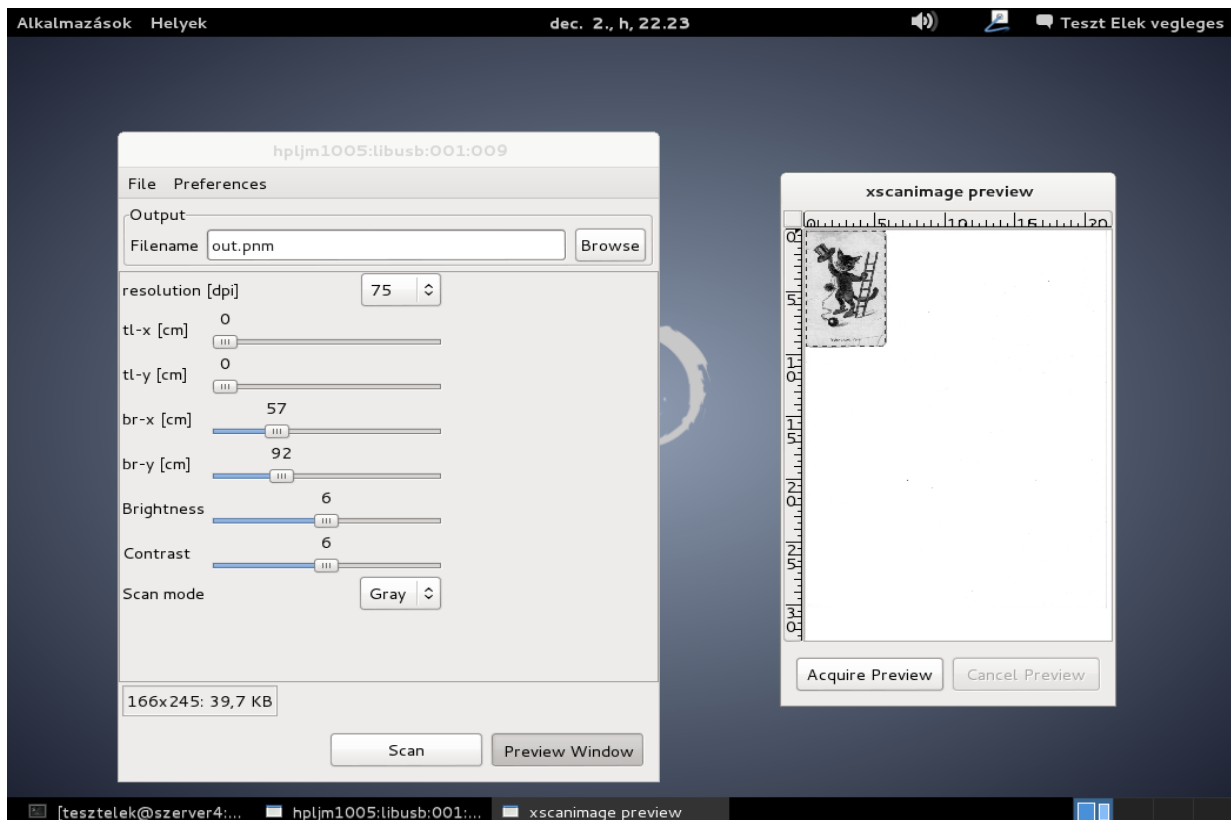 Alkalmazások Helyek dec. 2., h, 22.23 Teszt Elek vegleges
hpljm1005:libusb:001:009
File Preferences
Output
Filename out.pnm Browse
resolution [dpi] 75
0
tl-x [cm]
0
tl-y [cm]
57
br-x [cm]
92
br-y [cm]
6
Brightness
6
Contrast
Scan mode Gray
166x245: 39,7 KB
Scan Preview Window
xscanimage preview
0 5 10 15 20
0
5
10
15
20
25
30
Acquire Preview Cancel Preview
[tesztelek@szerver4:... hpljm1005:libusb:001:... xscanimage preview